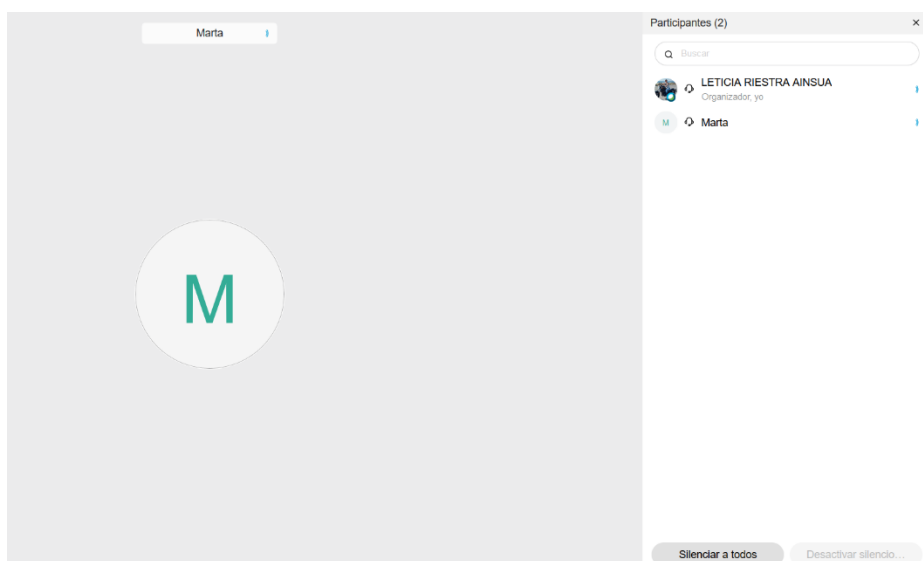 Marta
M
Participantes (2)
Buscar
LETICIA RIESTRA AINSUA
Organizador, yo
M Marta
Silenciar a todos
Desactivar silencio...